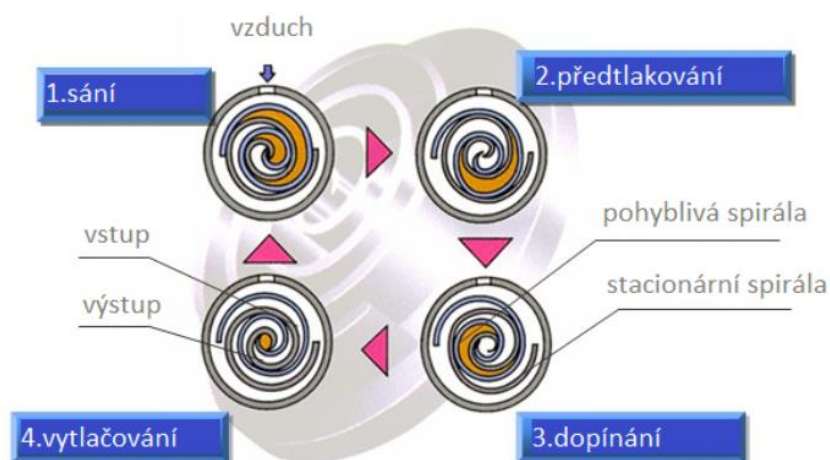 vzduch
1.sání
2.předtlakování
pohyblivá spirála
vstup
stacionární spirála
výstup
4.vytlačování
3.dopínání